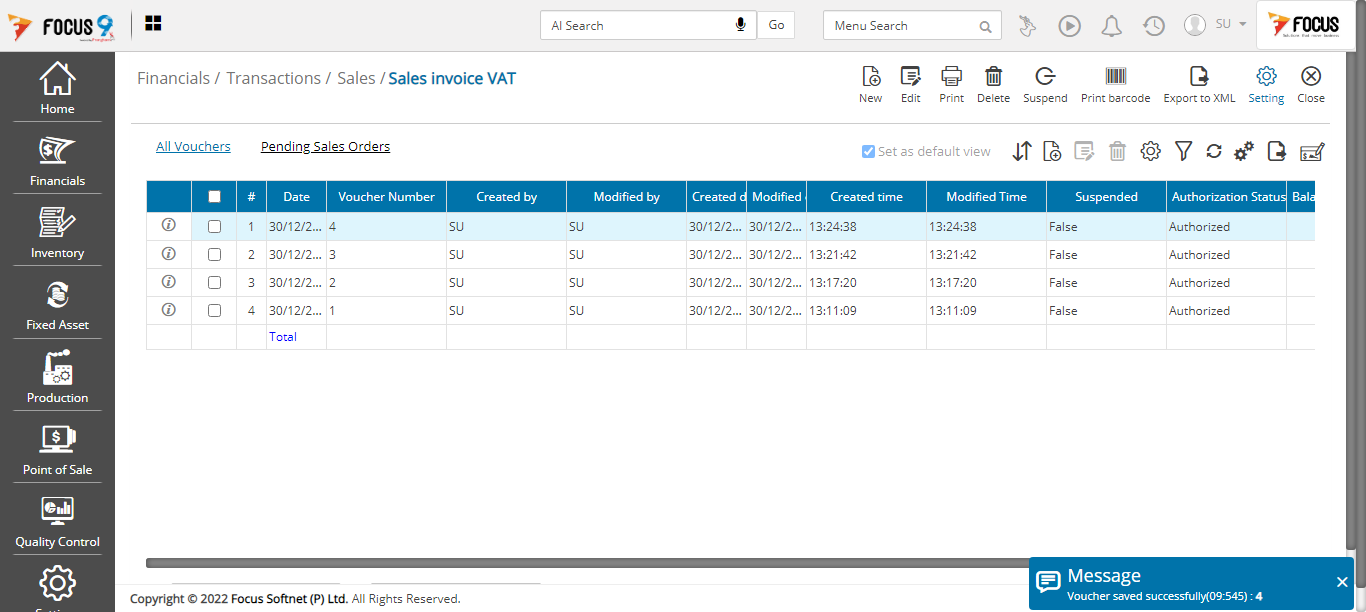 FOCUS 9
AI Search
Go
Menu Search
SU
FOCUS
Home
Financials
Inventory
Fixed Asset
Production
Point of Sale
Quality Control
Financials / Transactions / Sales / Sales invoice VAT
New Edit Print Delete Suspend Print barcode Export to XML Setting Close
All Vouchers Pending Sales Orders Set as default view
# Date Voucher Number Created by Modified by Created d Modified Created time Modified Time Suspended Authorization Status Bala
1 30/12/2... 4 SU SU 30/12/2... 30/12/2... 13:24:38 13:24:38 False Authorized
2 30/12/2... 3 SU SU 30/12/2... 30/12/2... 13:21:42 13:21:42 False Authorized
3 30/12/2... 2 SU SU 30/12/2... 30/12/2... 13:17:20 13:17:20 False Authorized
4 30/12/2... 1 SU SU 30/12/2... 30/12/2... 13:11:09 13:11:09 False Authorized
Total
Message
Voucher saved successfully(09:545) : 4
Copyright © 2022 Focus Softnet (P) Ltd. All Rights Reserved.